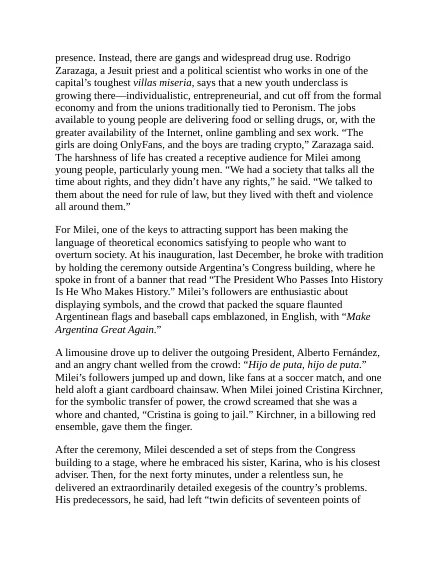 presence. Instead, there are gangs and widespread drug use. Rodrigo
Zarazaga, a Jesuit priest and a political scientist who works in one of the
capital’s toughest villas miseria, says that a new youth underclass is
growing there—individualistic, entrepreneurial, and cut off from the formal
economy and from the unions traditionally tied to Peronism. The jobs
available to young people are delivering food or selling drugs, or, with the
greater availability of the Internet, online gambling and sex work. “The
girls are doing OnlyFans, and the boys are trading crypto,” Zarazaga said.
The harshness of life has created a receptive audience for Milei among
young people, particularly young men. “We had a society that talks all the
time about rights, and they didn’t have any rights,” he said. “We talked to
them about the need for rule of law, but they lived with theft and violence
all around them.”
For Milei, one of the keys to attracting support has been making the
language of theoretical economics satisfying to people who want to
overturn society. At his inauguration, last December, he broke with tradition
by holding the ceremony outside Argentina’s Congress building, where he
spoke in front of a banner that read “The President Who Passes Into History
Is He Who Makes History.” Milei’s followers are enthusiastic about
displaying symbols, and the crowd that packed the square flaunted
Argentinean flags and baseball caps emblazoned, in English, with “Make
Argentina Great Again.”
A limousine drove up to deliver the outgoing President, Alberto Fernández,
and an angry chant welled from the crowd: “Hijo de puta, hijo de puta.”
Milei’s followers jumped up and down, like fans at a soccer match, and one
held aloft a giant cardboard chainsaw. When Milei joined Cristina Kirchner,
for the symbolic transfer of power, the crowd screamed that she was a
whore and chanted, “Cristina is going to jail.” Kirchner, in a billowing red
ensemble, gave them the finger.
After the ceremony, Milei descended a set of steps from the Congress
building to a stage, where he embraced his sister, Karina, who is his closest
adviser. Then, for the next forty minutes, under a relentless sun, he
delivered an extraordinarily detailed exegesis of the country’s problems.
His predecessors, he said, had left “twin deficits of seventeen points of